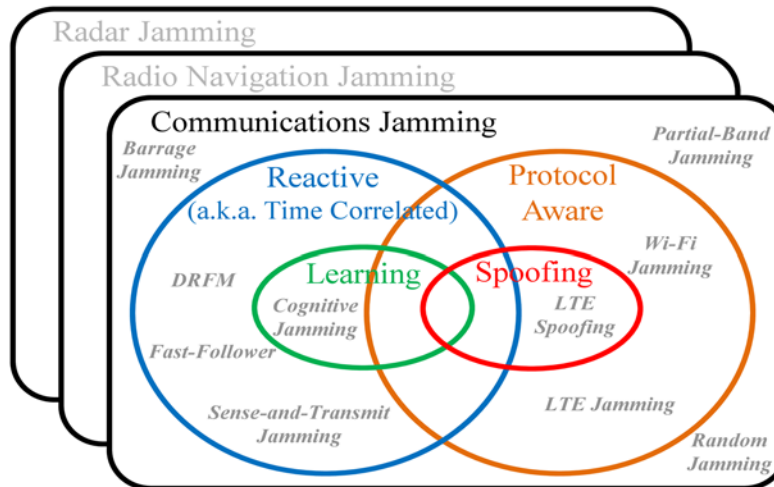 Radar Jamming
Radio Navigation Jamming
Communications Jamming
Barrage
Jamming
Partial-Band
Jamming
Reactive
(a.k.a. Time Correlated)
Protocol
Aware
Wi-Fi
Jamming
DRFM
Learning
Spoofing
Cognitive
Jamming
LTE
Spoofing
Fast-Follower
Sense-and-Transmit
Jamming
LTE Jamming
Random
Jamming